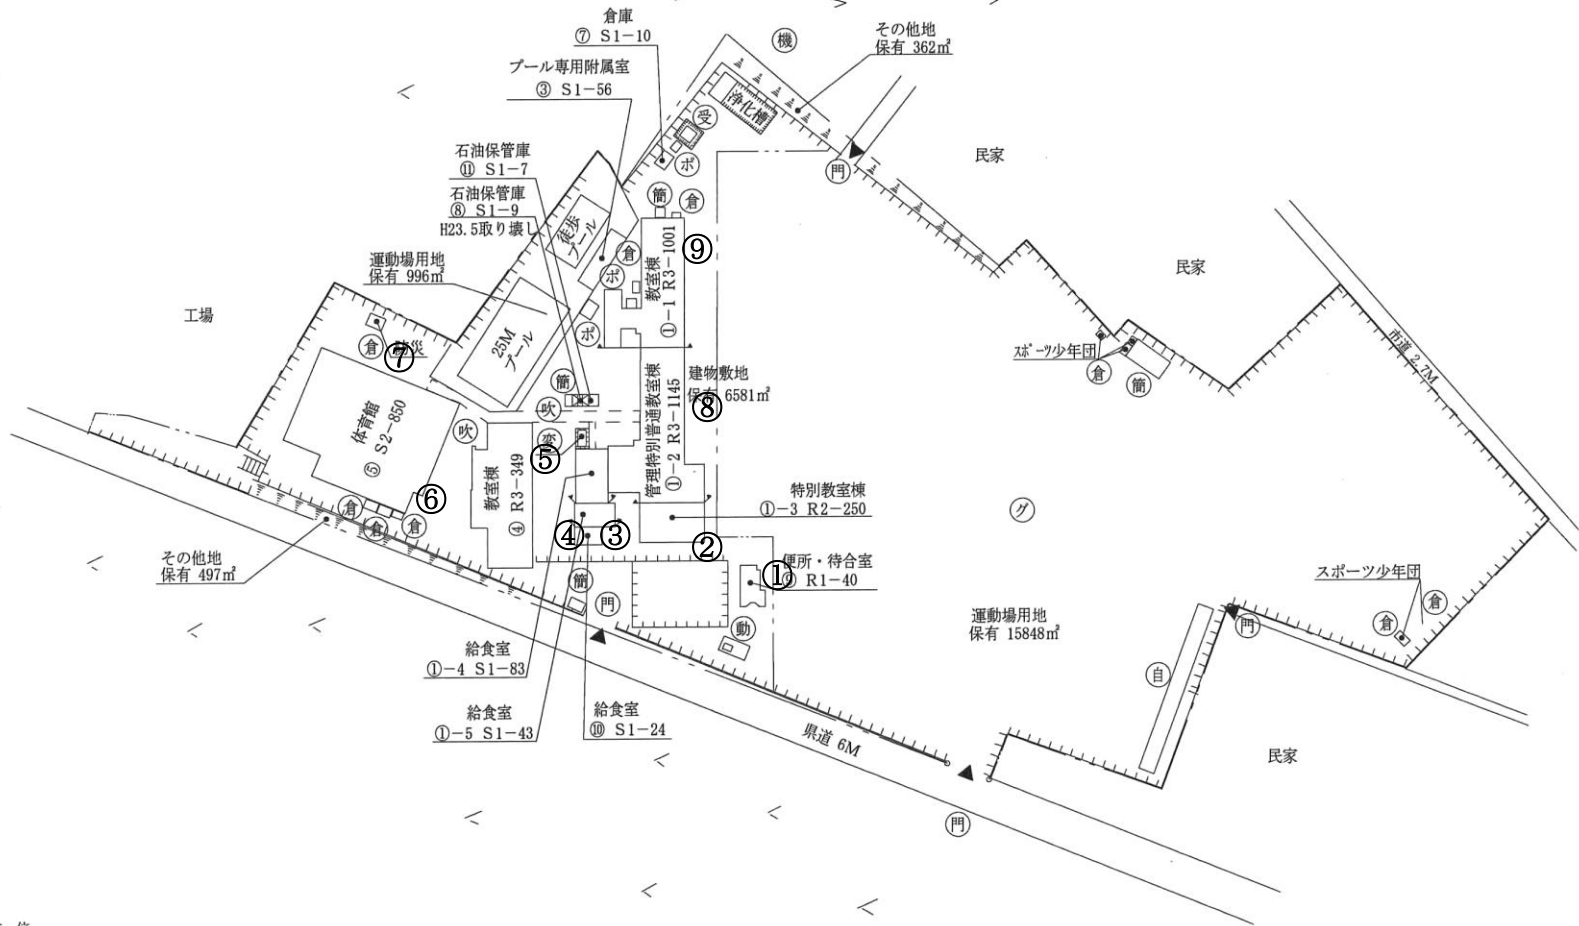 倉庫
⑦ S1-10
プール専用附属室
③ S1-56
機
その他地
保有 362㎡
浄化槽
受
ポ
石油保管庫
⑪ S1-7
石油保管庫
⑧ S1-9
H23.5取り壊し
簡
倉
門
民家
徒歩
プール
倉
ポ
ポ
教室棟
①-1 R3-1001
⑨
運動場用地
保有 996㎡
25M
プール
工場
民家
倉
⑦
簡
吹
吹
建物敷地
保有 6581㎡
⑧
管理特別普通教室棟
①-2 R3-1145
スポーツ少年団
倉
簡
市道 2.7M
体育館
⑤ S2-850
⑤
教室棟
④ R3-349
⑥
倉
倉
倉
特別教室棟
①-3 R2-250
グ
④
③
②
その他地
保有 497㎡
便所・待合室
R1-40
①
簡
門
動
スポーツ少年団
倉
倉
門
運動場用地
保有 15848㎡
自
給食室
①-4 S1-83
給食室
①-5 S1-43
給食室
⑩ S1-24
県道 6M
民家
門